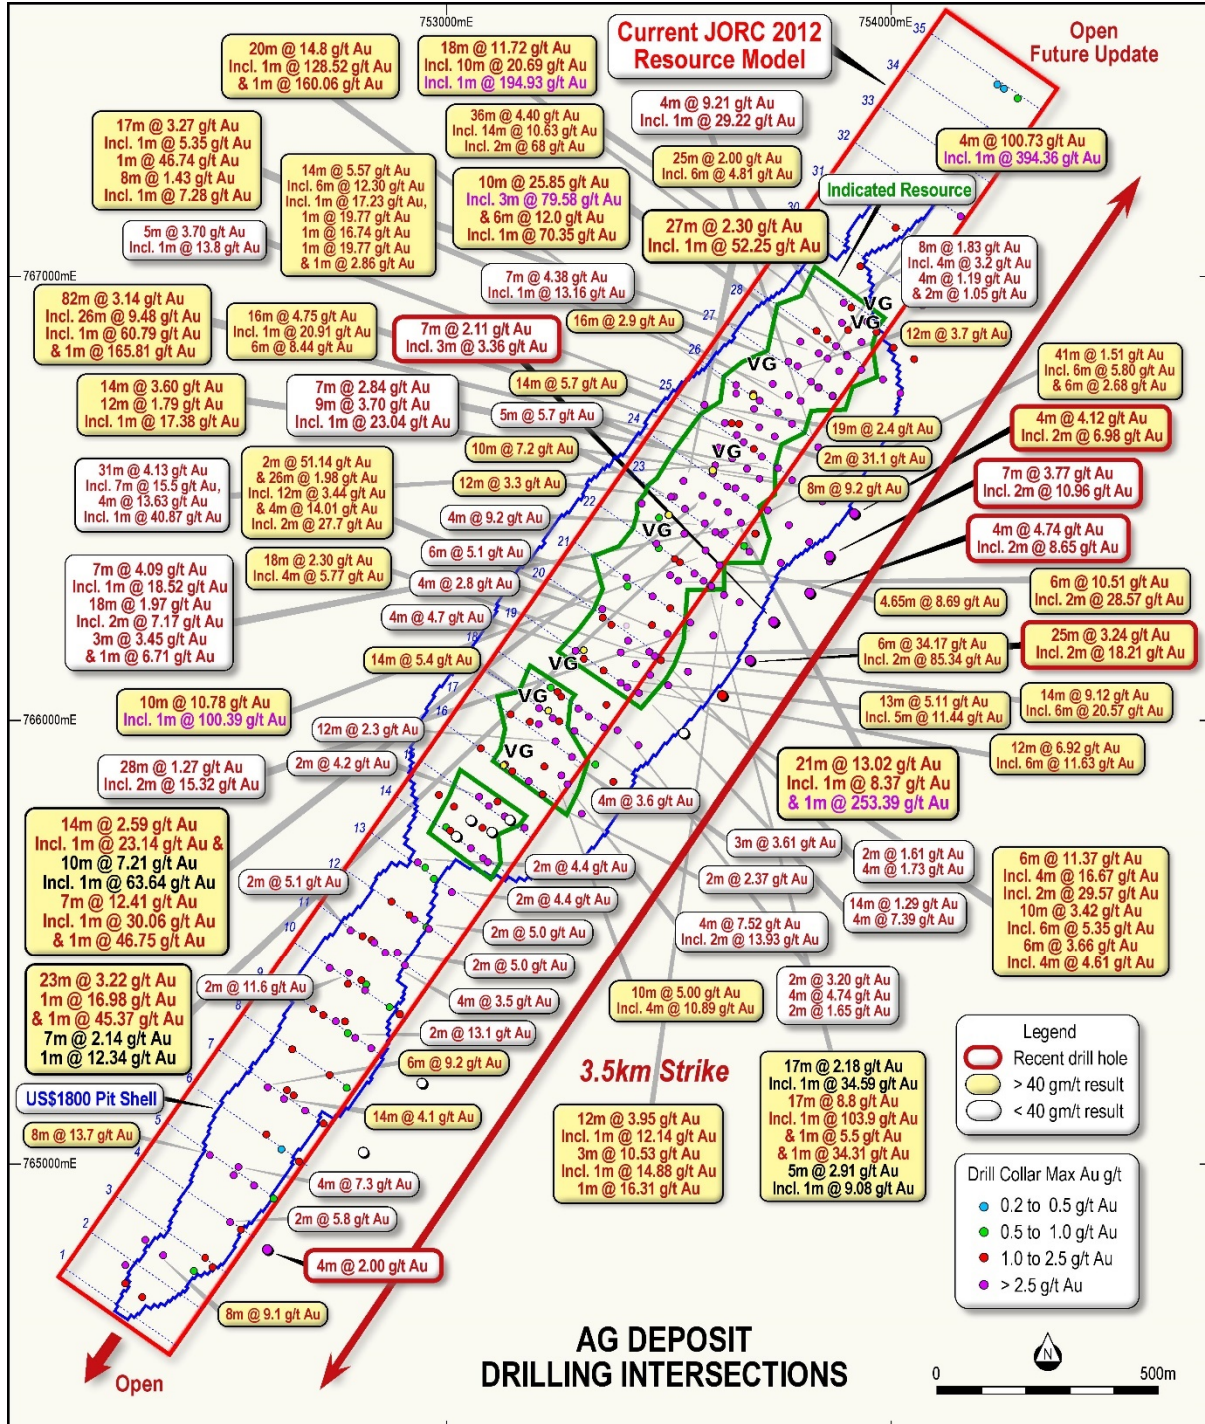 753000mE
754000mE
20m @ 14.8 g/t Au
Incl. 1m @ 128.52 g/t Au
& 1m @ 160.06 g/t Au
18m @ 11.72 g/t Au
Incl. 10m @ 20.69 g/t Au
Incl. 1m @ 194.93 g/t Au
Current JORC 2012
Resource Model
Open
Future Update
36m @ 4.40 g/t Au
Incl. 14m @ 10.63 g/t Au
Incl. 2m @ 68 g/t Au
4m @ 9.21 g/t Au
Incl. 1m @ 29.22 g/t Au
25m @ 2.00 g/t Au
Incl. 6m @ 4.81 g/t Au
4m @ 100.73 g/t Au
Incl. 1m @ 394.36 g/t Au
17m @ 3.27 g/t Au
Incl. 1m @ 5.35 g/t Au
1m @ 46.74 g/t Au
8m @ 1.43 g/t Au
Incl. 1m @ 7.28 g/t Au
14m @ 5.57 g/t Au
Incl. 6m @ 12.30 g/t Au
Incl. 1m @ 17.23 g/t Au,
1m @ 19.77 g/t Au
1m @ 16.74 g/t Au
1m @ 19.77 g/t Au
& 1m @ 2.86 g/t Au
10m @ 25.85 g/t Au
Incl. 3m @ 79.58 g/t Au
& 6m @ 12.0 g/t Au
Incl. 1m @ 70.35 g/t Au
Indicated Resource
27m @ 2.30 g/t Au
Incl. 1m @ 52.25 g/t Au
5m @ 3.70 g/t Au
Incl. 1m @ 13.8 g/t Au
8m @ 1.83 g/t Au
Incl. 4m @ 3.2 g/t Au
4m @ 1.19 g/t Au
& 2m @ 1.05 g/t Au
767000mE
7m @ 4.38 g/t Au
Incl. 1m @ 13.16 g/t Au
82m @ 3.14 g/t Au
Incl. 26m @ 9.48 g/t Au
Incl. 1m @ 60.79 g/t Au
& 1m @ 165.81 g/t Au
16m @ 4.75 g/t Au
Incl. 1m @ 20.91 g/t Au
6m @ 8.44 g/t Au
7m @ 2.11 g/t Au
Incl. 3m @ 3.36 g/t Au
16m @ 2.9 g/t Au
VG
VG
12m @ 3.7 g/t Au
41m @ 1.51 g/t Au
Incl. 6m @ 5.80 g/t Au
& 6m @ 2.68 g/t Au
VG
14m @ 3.60 g/t Au
12m @ 1.79 g/t Au
Incl. 1m @ 17.38 g/t Au
7m @ 2.84 g/t Au
9m @ 3.70 g/t Au
Incl. 1m @ 23.04 g/t Au
14m @ 5.7 g/t Au
5m @ 5.7 g/t Au
10m @ 7.2 g/t Au
12m @ 3.3 g/t Au
19m @ 2.4 g/t Au
2m @ 31.1 g/t Au
8m @ 9.2 g/t Au
4m @ 4.12 g/t Au
Incl. 2m @ 6.98 g/t Au
VG
31m @ 4.13 g/t Au
Incl. 7m @ 15.5 g/t Au,
4m @ 13.63 g/t Au
Incl. 1m @ 40.87 g/t Au
2m @ 51.14 g/t Au
& 26m @ 1.98 g/t Au
Incl. 12m @ 3.44 g/t Au
& 4m @ 14.01 g/t Au
Incl. 2m @ 27.7 g/t Au
7m @ 3.77 g/t Au
Incl. 2m @ 10.96 g/t Au
4m @ 9.2 g/t Au
VG
4m @ 4.74 g/t Au
Incl. 2m @ 8.65 g/t Au
18m @ 2.30 g/t Au
Incl. 4m @ 5.77 g/t Au
6m @ 5.1 g/t Au
4m @ 2.8 g/t Au
4m @ 4.7 g/t Au
14m @ 5.4 g/t Au
7m @ 4.09 g/t Au
Incl. 1m @ 18.52 g/t Au
18m @ 1.97 g/t Au
Incl. 2m @ 7.17 g/t Au
3m @ 3.45 g/t Au
& 1m @ 6.71 g/t Au
6m @ 10.51 g/t Au
Incl. 2m @ 28.57 g/t Au
4.65m @ 8.69 g/t Au
6m @ 34.17 g/t Au
Incl. 2m @ 85.34 g/t Au
25m @ 3.24 g/t Au
Incl. 2m @ 18.21 g/t Au
VG
VG
VG
10m @ 10.78 g/t Au
Incl. 1m @ 100.39 g/t Au
766000mE
13m @ 5.11 g/t Au
Incl. 5m @ 11.44 g/t Au
14m @ 9.12 g/t Au
Incl. 6m @ 20.57 g/t Au
12m @ 6.92 g/t Au
Incl. 6m @ 11.63 g/t Au
12m @ 2.3 g/t Au
2m @ 4.2 g/t Au
28m @ 1.27 g/t Au
Incl. 2m @ 15.32 g/t Au
21m @ 13.02 g/t Au
Incl. 1m @ 8.37 g/t Au
& 1m @ 253.39 g/t Au
4m @ 3.6 g/t Au
14m @ 2.59 g/t Au
Incl. 1m @ 23.14 g/t Au &
10m @ 7.21 g/t Au
Incl. 1m @ 63.64 g/t Au
7m @ 12.41 g/t Au
Incl. 1m @ 30.06 g/t Au
& 1m @ 46.75 g/t Au
3m @ 3.61 g/t Au
2m @ 1.61 g/t Au
4m @ 1.73 g/t Au
2m @ 4.4 g/t Au
2m @ 5.1 g/t Au
2m @ 2.37 g/t Au
2m @ 4.4 g/t Au
14m @ 1.29 g/t Au
4m @ 7.39 g/t Au
6m @ 11.37 g/t Au
Incl. 4m @ 16.67 g/t Au
Incl. 2m @ 29.57 g/t Au
10m @ 3.42 g/t Au
Incl. 6m @ 5.35 g/t Au
6m @ 3.66 g/t Au
Incl. 4m @ 4.61 g/t Au
4m @ 7.52 g/t Au
Incl. 2m @ 13.93 g/t Au
2m @ 5.0 g/t Au
2m @ 5.0 g/t Au
23m @ 3.22 g/t Au
1m @ 16.98 g/t Au
& 1m @ 45.37 g/t Au
7m @ 2.14 g/t Au
1m @ 12.34 g/t Au
2m @ 11.6 g/t Au
4m @ 3.5 g/t Au
10m @ 5.00 g/t Au
Incl. 4m @ 10.89 g/t Au
2m @ 3.20 g/t Au
4m @ 4.74 g/t Au
2m @ 1.65 g/t Au
2m @ 13.1 g/t Au
6m @ 9.2 g/t Au
3.5km Strike
17m @ 2.18 g/t Au
Incl. 1m @ 34.59 g/t Au
17m @ 8.8 g/t Au
Incl. 1m @ 103.9 g/t Au
& 1m @ 5.5 g/t Au
& 1m @ 34.31 g/t Au
5m @ 2.91 g/t Au
Incl. 1m @ 9.08 g/t Au
Legend
Recent drill hole
> 40 gm/t result
< 40 gm/t result
US$1800 Pit Shell
14m @ 4.1 g/t Au
12m @ 3.95 g/t Au
Incl. 1m @ 12.14 g/t Au
3m @ 10.53 g/t Au
Incl. 1m @ 14.88 g/t Au
1m @ 16.31 g/t Au
8m @ 13.7 g/t Au
765000mE
4m @ 7.3 g/t Au
2m @ 5.8 g/t Au
Drill Collar Max Au g/t
0.2 to 0.5 g/t Au
0.5 to 1.0 g/t Au
1.0 to 2.5 g/t Au
> 2.5 g/t Au
4m @ 2.00 g/t Au
8m @ 9.1 g/t Au
Open
AG DEPOSIT
DRILLING INTERSECTIONS
N
0
500m
35
34
33
32
31
30
28
27
26
25
24
23
22
21
20
19
18
17
16
15
14
13
12
11
10
9
8
7
6
5
4
3
2
1